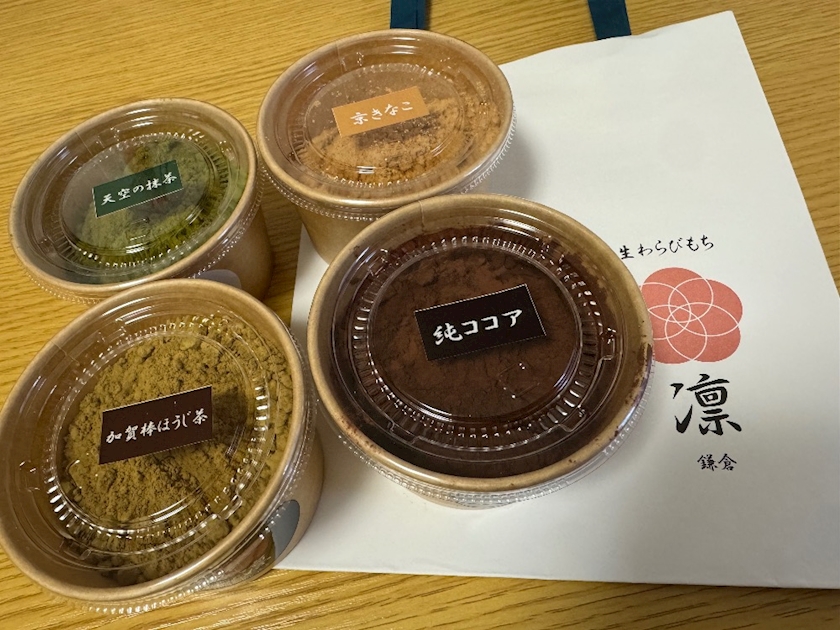 京きなこ
天空の抹茶
純ココア
加賀棒ほうじ茶
生わらびもち
凛
鎌倉